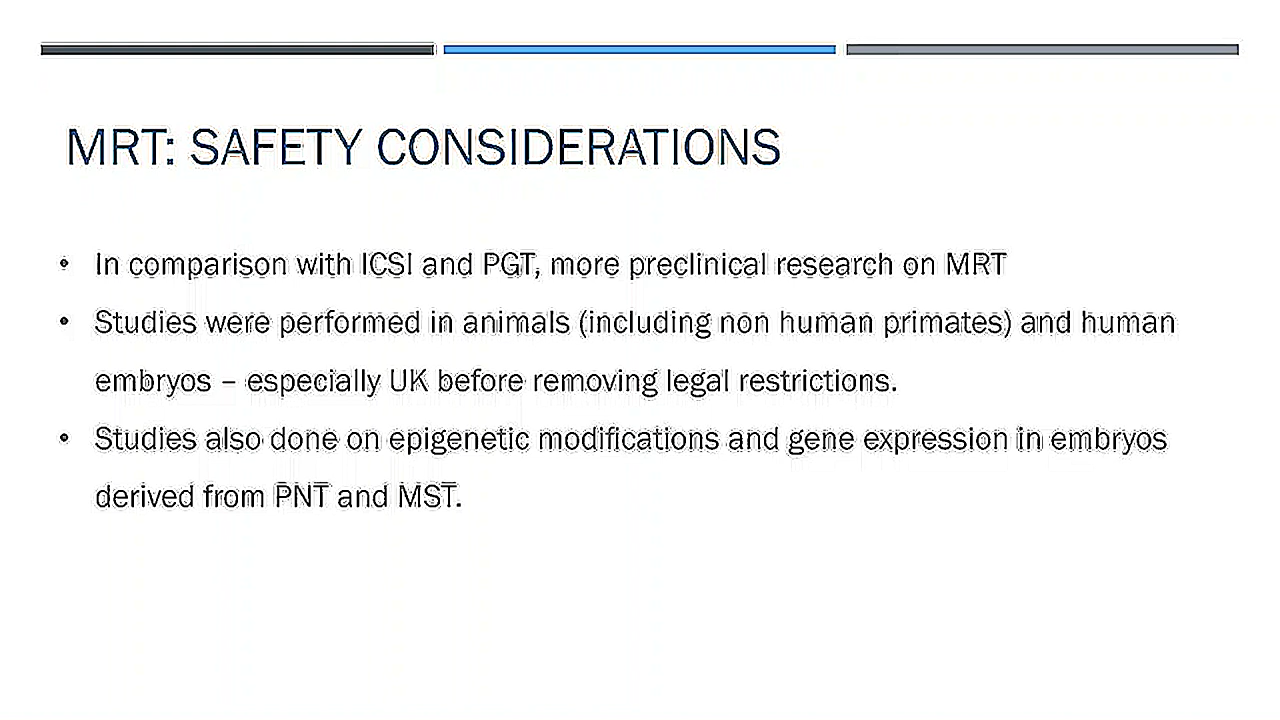 MRT: SAFETY CONSIDERATIONS
• In comparison with ICSI and PGT, more preclinical research on MRT
• Studies were performed in animals (including non human primates) and human
embryos – especially UK before removing legal restrictions.
• Studies also done on epigenetic modifications and gene expression in embryos
derived from PNT and MST.